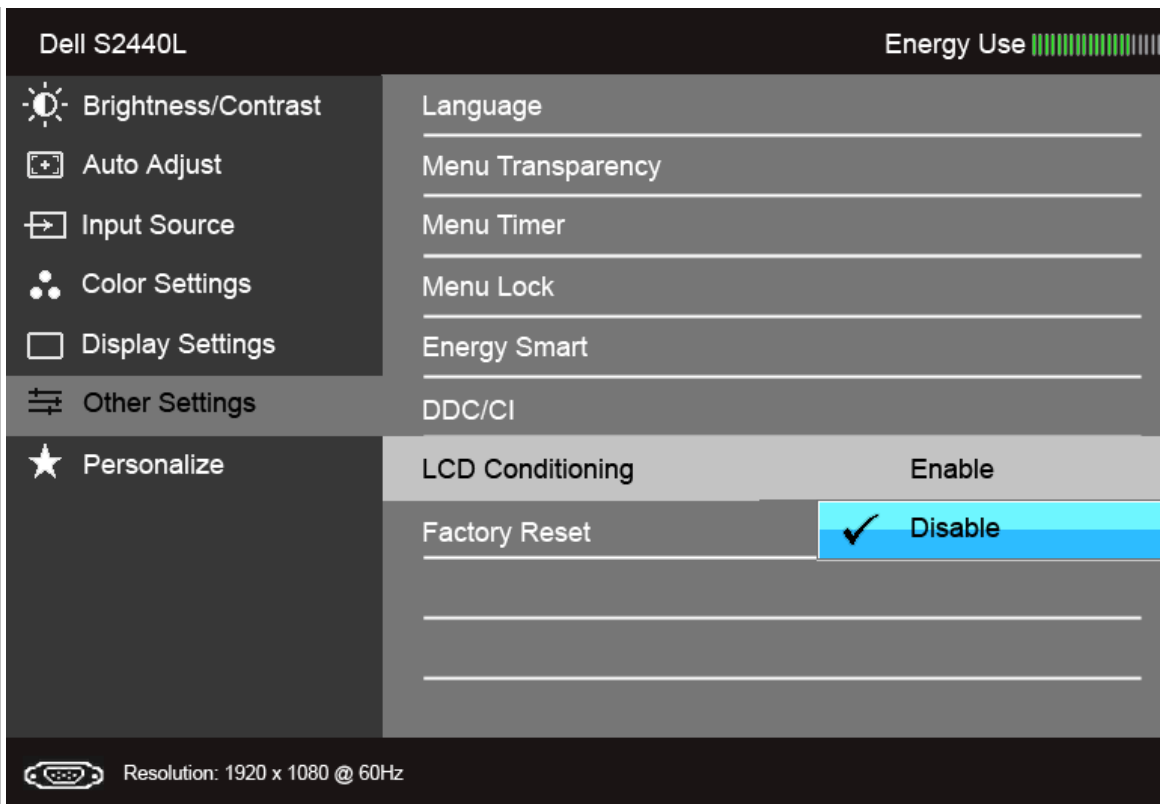 Dell S2440L
Energy Use
Brightness/Contrast
Auto Adjust
Input Source
Color Settings
Display Settings
Other Settings
Personalize
Language
Menu Transparency
Menu Timer
Menu Lock
Energy Smart
DDC/CI
LCD Conditioning
Enable
Disable
Factory Reset
Resolution: 1920 x 1080 @ 60Hz